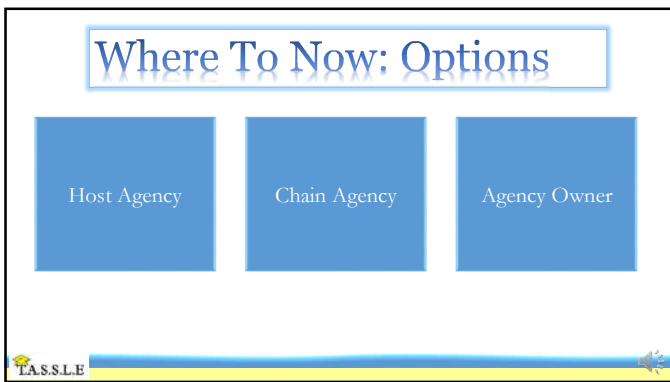 Where To Now: Options
Host Agency
Chain Agency
Agency Owner
T.A.S.S.L.E